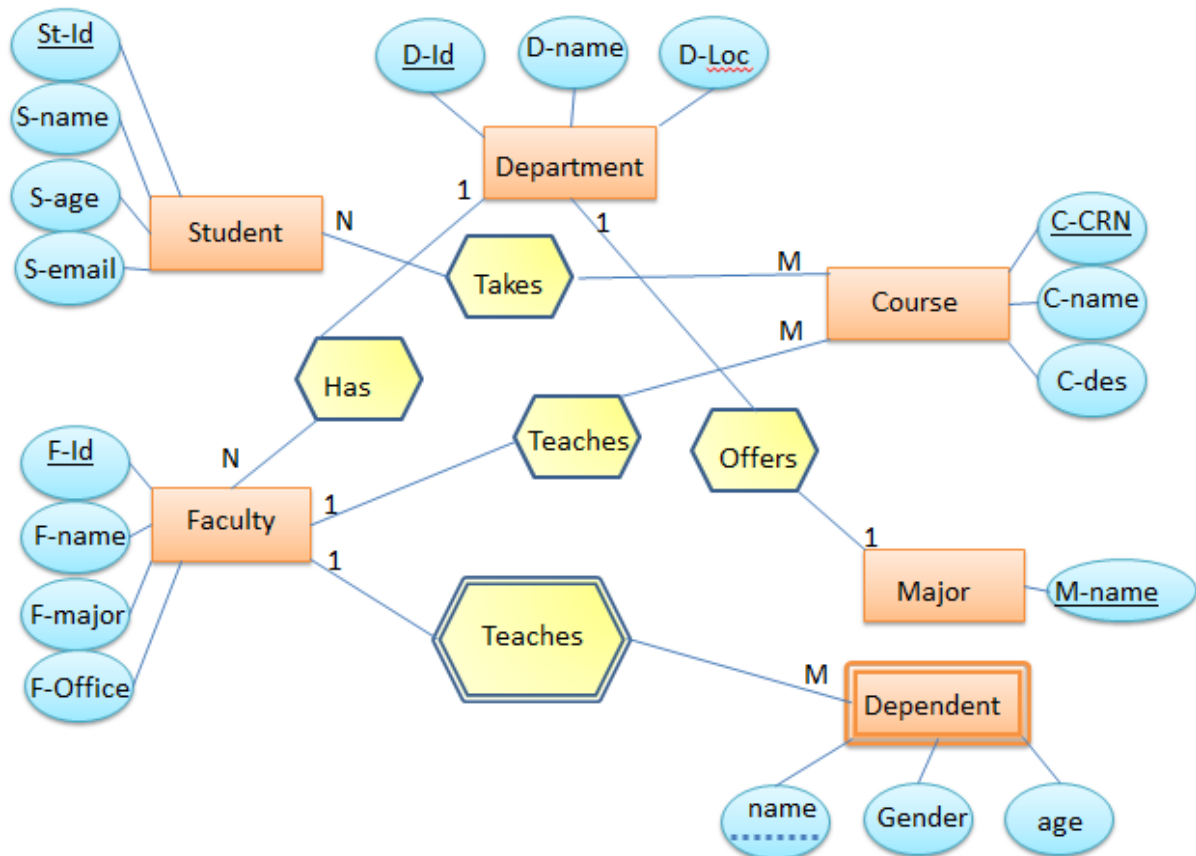 St-Id
S-name
S-age
S-email
Student
N
D-Id
D-name
D-Loc
Department
1
1
Takes
M
Course
M
C-CRN
C-name
C-des
Has
N
Teaches
1
Offers
1
F-Id
F-name
F-major
F-Office
Faculty
1
Teaches
M
Major
M-name
Dependent
name
Gender
age